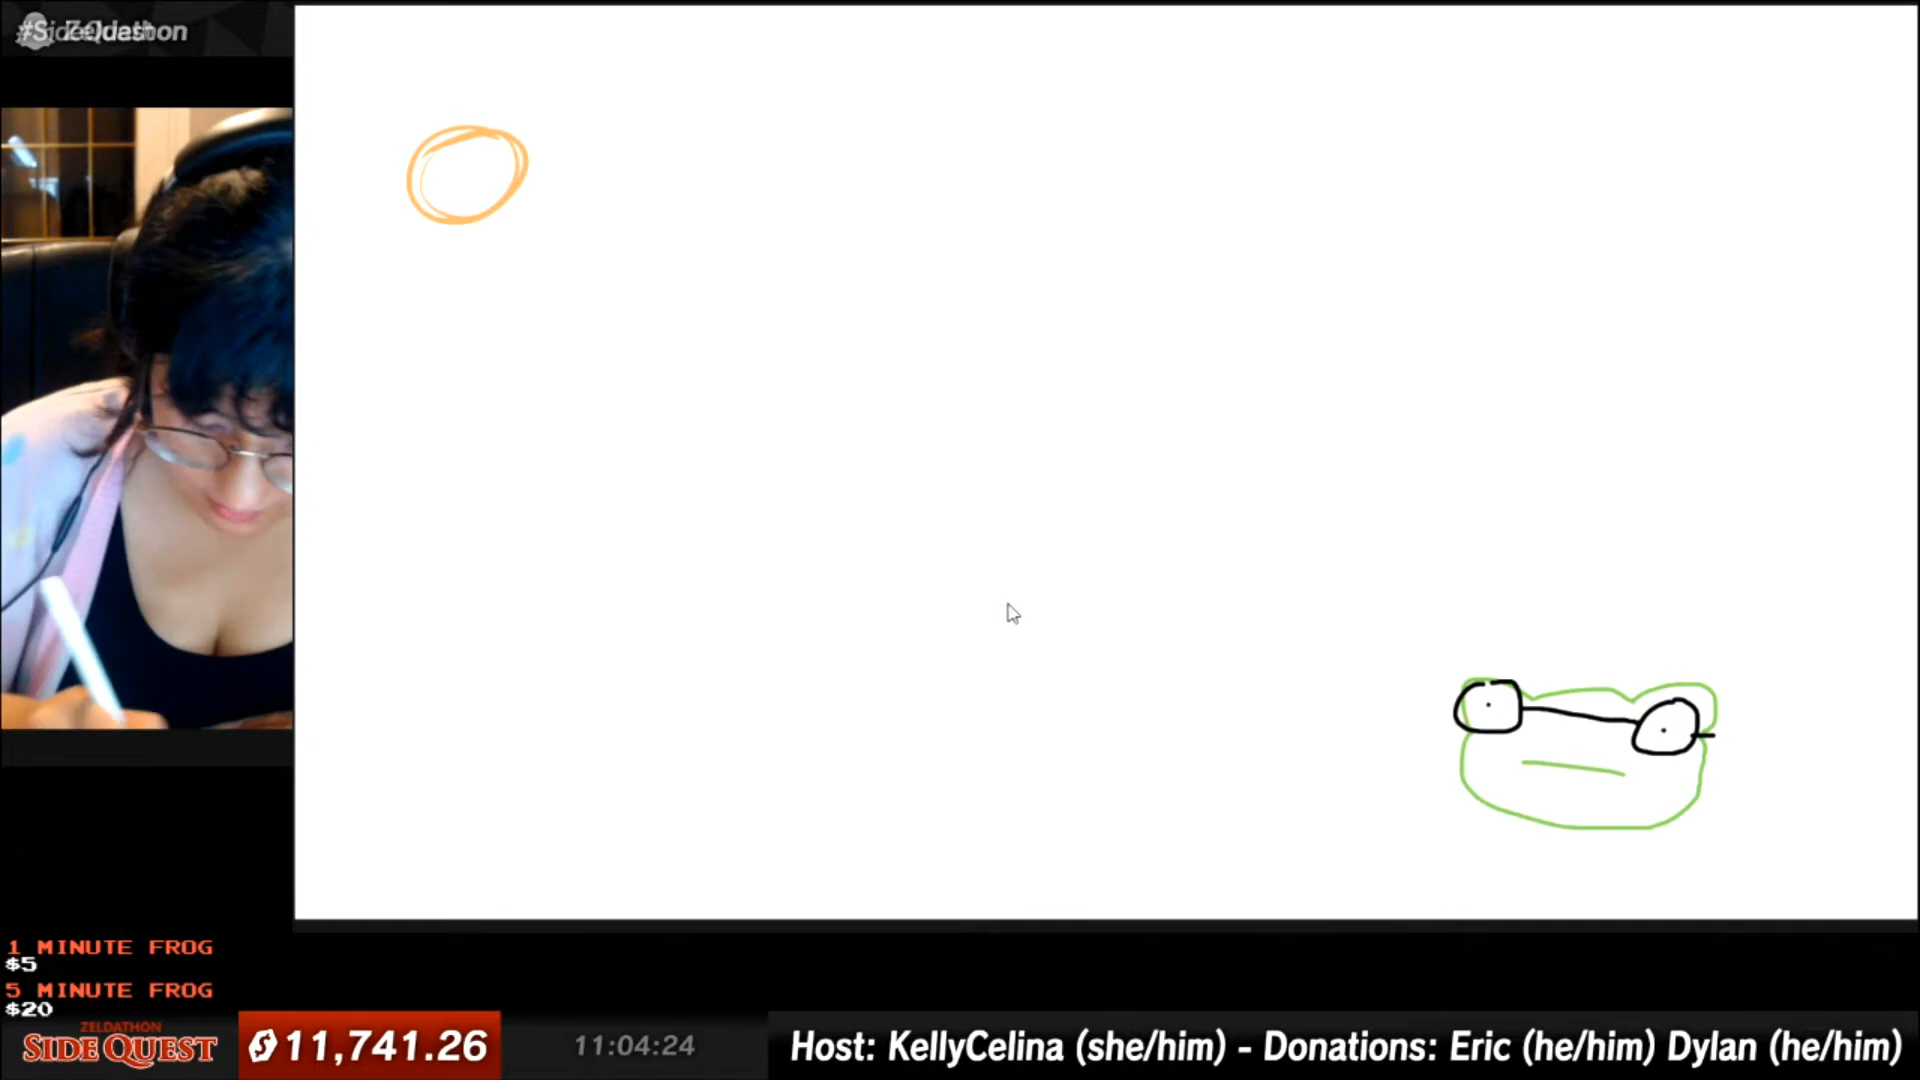 1 MINUTE FROG
$5
5 MINUTE FROG
$20
ZELDATHON
SIDE QUEST
11,741.26
11:04:24
Host: KellyCelina (she/him) - Donations: Eric (he/him) Dylan (he/him)